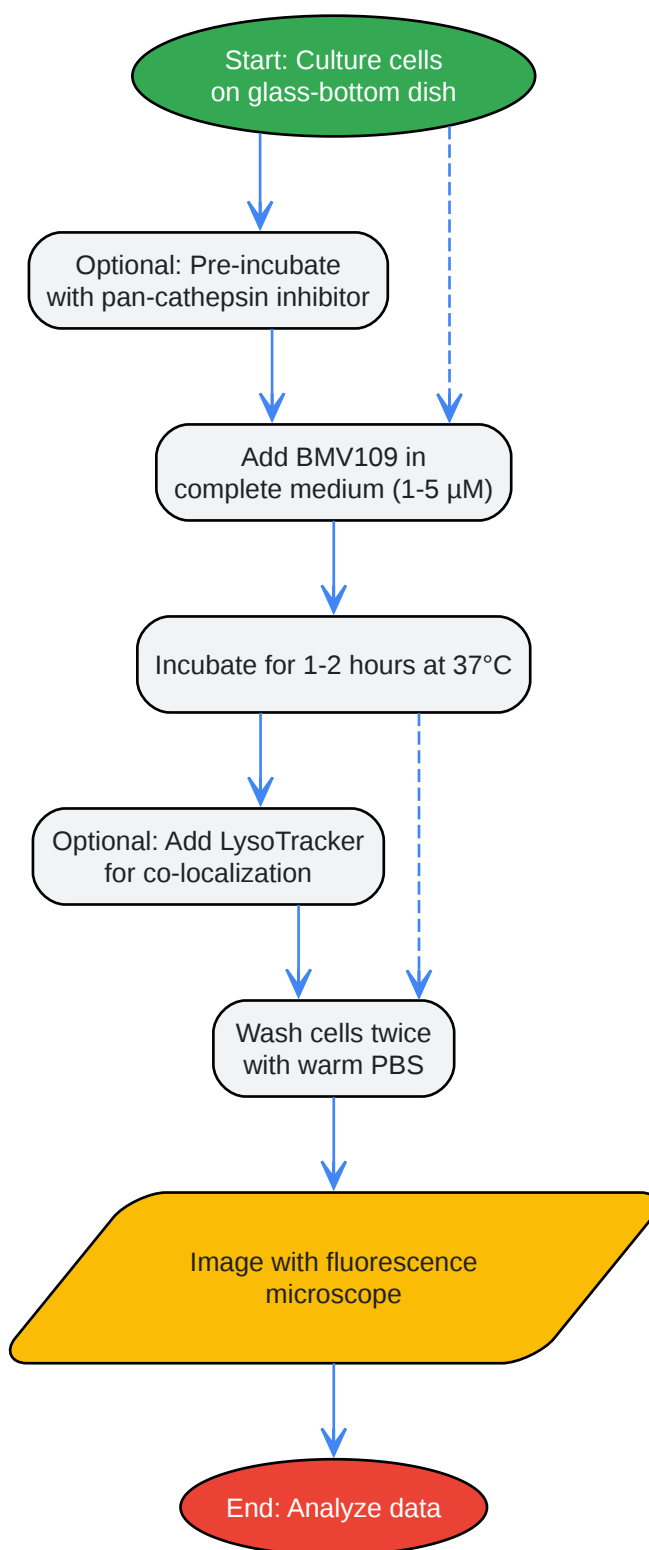 Start: Culture cells
on glass-bottom dish
Optional: Pre-incubate
with pan-cathepsin inhibitor
Add BMV109 in
complete medium (1-5 µM)
Incubate for 1-2 hours at 37°C
Optional: Add LysoTracker
for co-localization
Wash cells twice
with warm PBS
Image with fluorescence
microscope
End: Analyze data